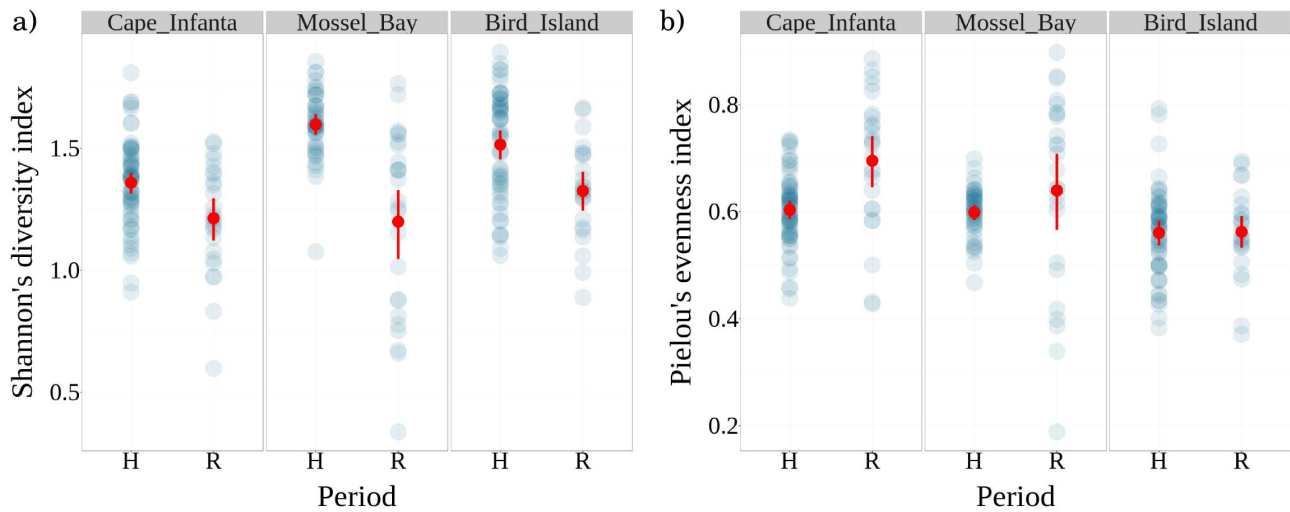 a)
Cape_Infanta Mossel_Bay Bird_Island
Shannon's diversity index
1.5
1.0
0.5
H R H R H R
Period
b)
Cape_Infanta Mossel_Bay Bird_Island
Pielou's evenness index
0.8
0.6
0.4
0.2
H R H R H R
Period